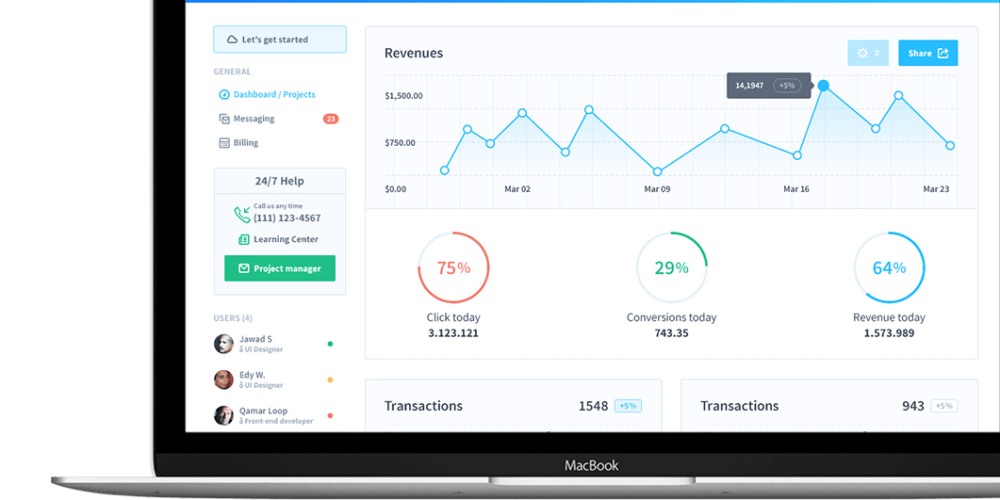 Let's get started
GENERAL
Dashboard / Projects
Messaging
23
Billing
24/7 Help
Call us any time
(111) 123-4567
Learning Center
Project manager
USERS (4)
Jawad S
UI Designer
Edy W.
UI Designer
Qamar Loop
Front-end developer
Revenues
Share
14,1947
+5%
$1,500.00
$750.00
$0.00
Mar 02
Mar 09
Mar 16
Mar 23
75%
Click today
3.123.121
29%
Conversions today
743.35
64%
Revenue today
1.573.989
Transactions
1548
+5%
Transactions
943
+5%
MacBook